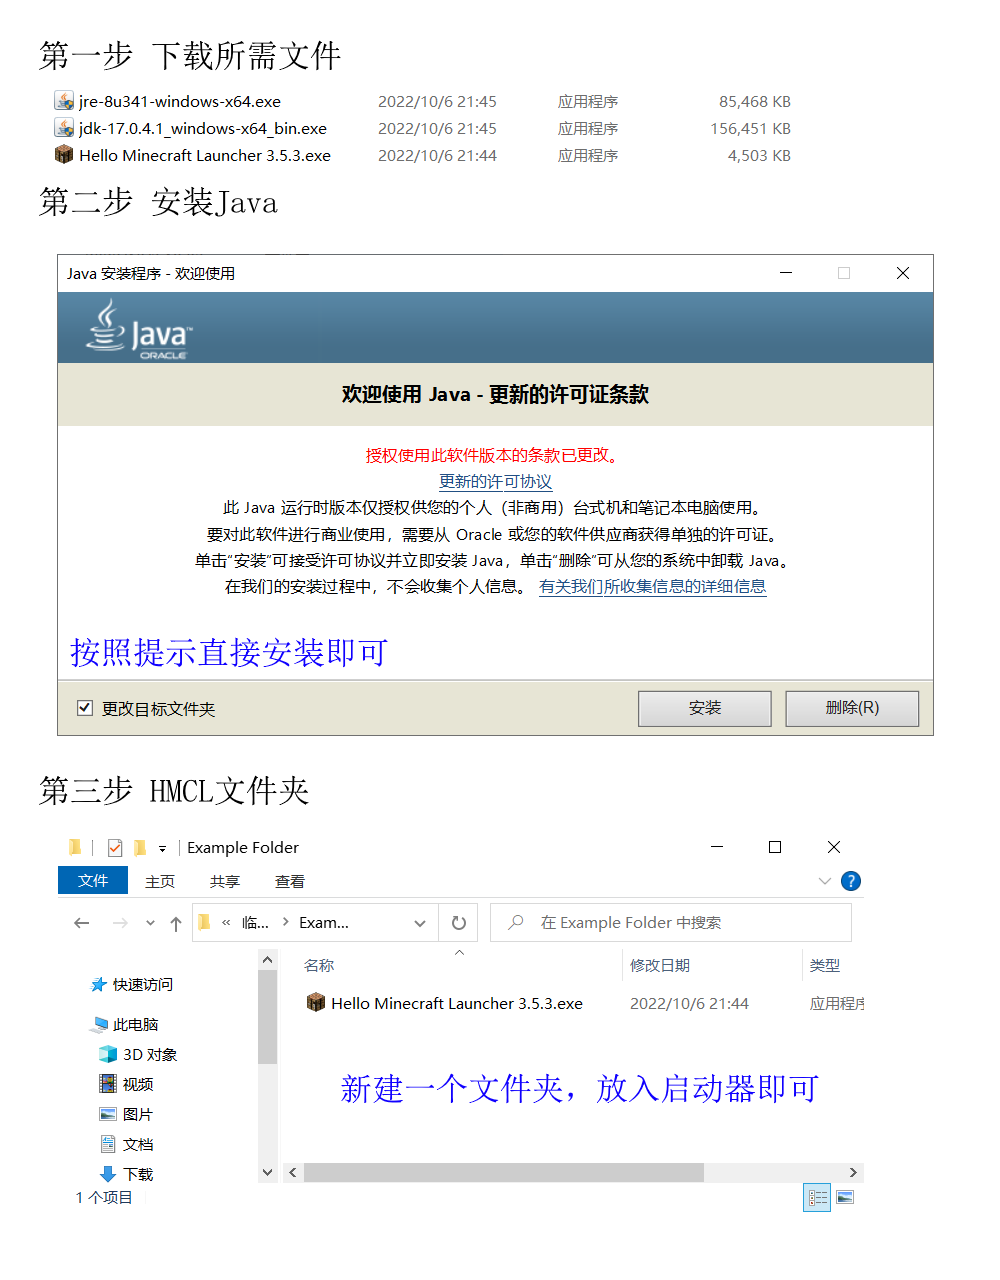 第一步 下载所需文件
jre-8u341-windows-x64.exe 2022/10/6 21:45 应用程序 85,468 KB
jdk-17.0.4.1_windows-x64_bin.exe 2022/10/6 21:45 应用程序 156,451 KB
Hello Minecraft Launcher 3.5.3.exe 2022/10/6 21:44 应用程序 4,503 KB
第二步 安装Java
Java 安装程序 - 欢迎使用
Java™
ORACLE
欢迎使用 Java - 更新的许可证条款
授权使用此软件版本的条款已更改。
更新的许可协议
此 Java 运行时版本仅授权供您的个人（非商用）台式机和笔记本电脑使用。
要对此软件进行商业使用，需要从 Oracle 或您的软件供应商获得单独的许可证。
单击“安装”可接受许可协议并立即安装 Java，单击“删除”可从您的系统中卸载 Java。
在我们的安装过程中，不会收集个人信息。 有关我们所收集信息的详细信息
按照提示直接安装即可
更改目标文件夹 安装 删除(R)
第三步 HMCL文件夹
Example Folder
文件 主页 共享 查看
« 临... Exam... 在 Example Folder 中搜索
名称 修改日期 类型
快速访问
Hello Minecraft Launcher 3.5.3.exe 2022/10/6 21:44 应用程序
此电脑
3D 对象
视频
新建一个文件夹，放入启动器即可
图片
文档
下载
1 个项目